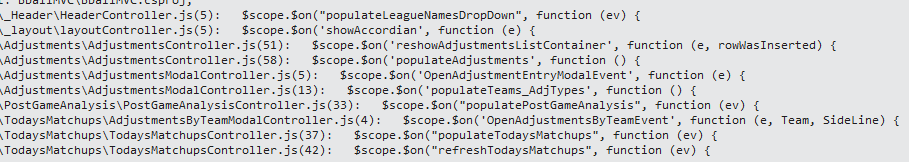 \_Header\HeaderController.js(5):   $scope.$on("populateLeagueNamesDropDown", function (ev) {
\_layout\layoutController.js(5):   $scope.$on('showAccordian', function (e) {
\Adjustments\AdjustmentsController.js(51):   $scope.$on('reshowAdjustmentsListContainer', function (e, rowWasInserted) {
\Adjustments\AdjustmentsController.js(58):   $scope.$on('populateAdjustments', function () {
\Adjustments\AdjustmentsModalController.js(5):   $scope.$on('OpenAdjustmentEntryModalEvent', function (e) {
\Adjustments\AdjustmentsModalController.js(13):   $scope.$on('populateTeams_AdjTypes', function () {
\PostGameAnalysis\PostGameAnalysisController.js(33):   $scope.$on("populatePostGameAnalysis", function (ev) {
\TodaysMatchups\AdjustmentsByTeamModalController.js(4):   $scope.$on('OpenAdjustmentsByTeamEvent', function (e, Team, SideLine) {
\TodaysMatchups\TodaysMatchupsController.js(37):   $scope.$on("populateTodaysMatchups", function (ev) {
\TodaysMatchups\TodaysMatchupsController.js(42):   $scope.$on("refreshTodaysMatchups", function (ev) {